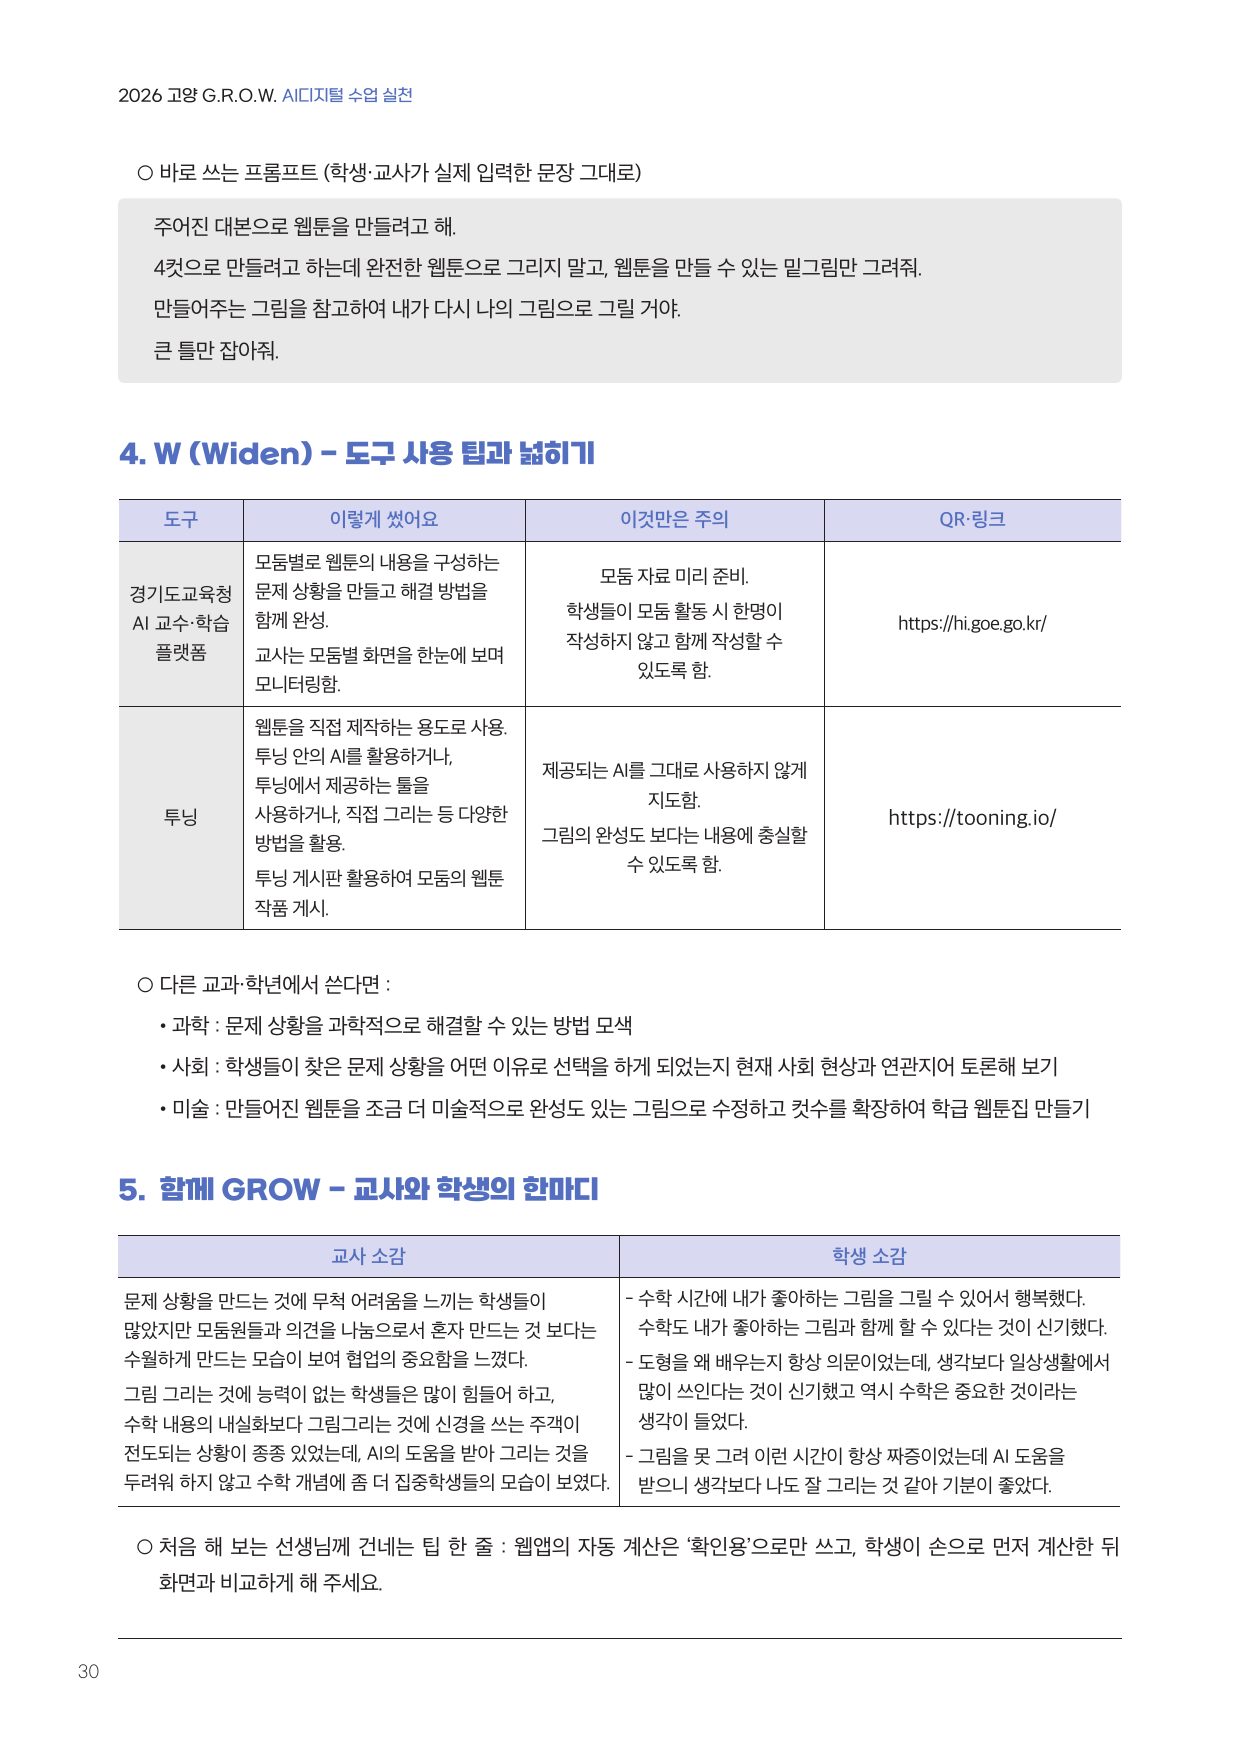 2026 고양 G.R.O.W. AI디지털 수업 실천
○ 바로 쓰는 프롬프트 (학생·교사가 실제 입력한 문장 그대로)
주어진 대본으로 웹툰을 만들려고 해.
4컷으로 만들려고 하는데 완전한 웹툰으로 그리지 말고, 웹툰을 만들 수 있는 밑그림만 그려줘.
만들어주는 그림을 참고하여 내가 다시 나의 그림으로 그릴 거야.
큰 틀만 잡아줘.
4. W (Widen) – 도구 사용 팁과 넓히기
도구 이렇게 썼어요 이것만은 주의 QR·링크
경기도교육청
AI 교수·학습
플랫폼
모둠별로 웹툰의 내용을 구성하는
문제 상황을 만들고 해결 방법을
함께 완성.
교사는 모둠별 화면을 한눈에 보며
모니터링함.
모둠 자료 미리 준비.
학생들이 모둠 활동 시 한명이
작성하지 않고 함께 작성할 수
있도록 함.
https://hi.goe.go.kr/
투닝
웹툰을 직접 제작하는 용도로 사용.
투닝 안의 AI를 활용하거나,
투닝에서 제공하는 툴을
사용하거나, 직접 그리는 등 다양한
방법을 활용.
투닝 게시판 활용하여 모둠의 웹툰
작품 게시.
제공되는 AI를 그대로 사용하지 않게
지도함.
그림의 완성도 보다는 내용에 충실할
수 있도록 함.
https://tooning.io/
○ 다른 교과·학년에서 쓴다면 :
• 과학 : 문제 상황을 과학적으로 해결할 수 있는 방법 모색
• 사회 : 학생들이 찾은 문제 상황을 어떤 이유로 선택을 하게 되었는지 현재 사회 현상과 연관지어 토론해 보기
• 미술 : 만들어진 웹툰을 조금 더 미술적으로 완성도 있는 그림으로 수정하고 컷수를 확장하여 학급 웹툰집 만들기
5. 함께 GROW – 교사와 학생의 한마디
교사 소감 학생 소감
문제 상황을 만드는 것에 무척 어려움을 느끼는 학생들이
많았지만 모둠원들과 의견을 나눔으로서 혼자 만드는 것 보다는
수월하게 만드는 모습이 보여 협업의 중요함을 느꼈다.
그림 그리는 것에 능력이 없는 학생들은 많이 힘들어 하고,
수학 내용의 내실화보다 그림그리는 것에 신경을 쓰는 주객이
전도되는 상황이 종종 있었는데, AI의 도움을 받아 그리는 것을
두려워 하지 않고 수학 개념에 좀 더 집중학생들의 모습이 보였다.
– 수학 시간에 내가 좋아하는 그림을 그릴 수 있어서 행복했다.
수학도 내가 좋아하는 그림과 함께 할 수 있다는 것이 신기했다.
– 도형을 왜 배우는지 항상 의문이었는데, 생각보다 일상생활에서
많이 쓰인다는 것이 신기했고 역시 수학은 중요한 것이라는
생각이 들었다.
– 그림을 못 그려 이런 시간이 항상 짜증이었는데 AI 도움을
받으니 생각보다 나도 잘 그리는 것 같아 기분이 좋았다.
○ 처음 해 보는 선생님께 건네는 팁 한 줄 : 웹앱의 자동 계산은 ‘확인용’으로만 쓰고, 학생이 손으로 먼저 계산한 뒤
화면과 비교하게 해 주세요.
30